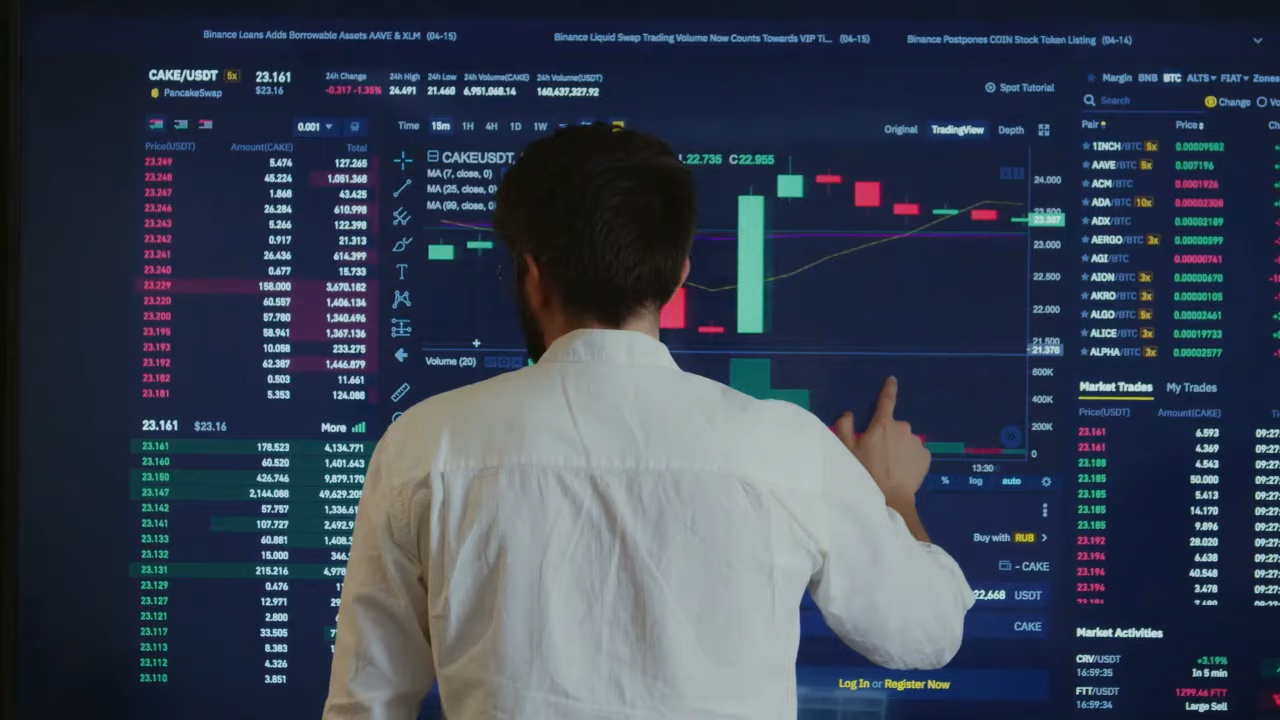 Binance Loans Adds Borrowable Assets AAVE & XLM (04-15)
Binance Liquid Swap Trading Volume Now Counts Towards VIP Ti... (04-15)
Binance Postpones COIN Stock Token Listing (04-14)
CAKE/USDT 5x 23.161
PancakeSwap $23.16
24h Change 24h High 24h Low 24h Volume(CAKE) 24h Volume(USDT)
-0.317 -1.35% 24.491 21.460 6,951,068.14 160,437,327.92
Spot Tutorial
0.001
Price(USDT) Amount(CAKE) Total
23.249 5.474 127.265
23.248 45.224 1,051.368
23.247 1.868 43.425
23.246 26.284 610.998
23.243 5.266 122.398
23.242 0.917 21.313
23.241 26.436 614.399
23.240 0.677 15.733
23.229 158.000 3,670.182
23.220 60.557 1,406.134
23.200 57.780 1,340.496
23.195 58.941 1,367.136
23.193 10.058 233.275
23.192 62.387 1,446.879
23.182 0.503 11.661
23.181 5.353 124.088
23.161 $23.16 More
23.161 178.523 4,134.771
23.160 60.520 1,401.643
23.150 426.746 9,879.170
23.147 2,144.088 49,629.205
23.142 57.757 1,336.61
23.141 107.727 2,492.9
23.133 60.881 1,408.3
23.132 15.000 346.
23.131 215.216 4,978
23.129 0.476 11
23.127 12.971 29
23.121 2.800
23.117 33.505 7
23.113 8.383
23.112 4.326
23.110 3.851
Time 15m 1H 4H 1D 1W
Original TradingView Depth
CAKEUSDT, L22.735 C22.955
MA (7, close, 0)
MA (25, close, 0)
MA (99, close, 0)
T
24.000
23.500
23.000
22.500
22.000
21.500
21.378
Volume (20)
600K
400K
200K
0
13:30
% log auto
Buy with RUB
- CAKE
22,668 USDT
CAKE
Log In or Register Now
Margin BNB BTC ALTS FIAT Zones
Search Change
Pair Price
1INCH/BTC 5x 0.00009582
AAVE/BTC 5x 0.007196
ACM/BTC 0.0001926
ADA/BTC 10x 0.00002308
ADX/BTC 0.00002189
AERGO/BTC 3x 0.00000599
AGI/BTC 0.00000741
AION/BTC 3x 0.00000670
AKRO/BTC 3x 0.00000105
ALGO/BTC 5x 0.00002461
ALICE/BTC 3x 0.00019733
ALPHA/BTC 3x 0.00002577
Market Trades My Trades
Price(USDT) Amount(CAKE)
23.161 6.593 09:27
23.161 4.369 09:27
23.188 4.543 09:27
23.185 50.000 09:27
23.185 5.413 09:27
23.185 14.170 09:27
23.185 9.896 09:27
23.192 28.020 09:27
23.194 6.638 09:27
23.194 40.548 09:27
23.194 3.478 09:27
Market Activities
CRV/USDT +3.19%
16:59:35 In 5 min
FTT/USDT 1299.46 FTT
16:59:34 Large Sell